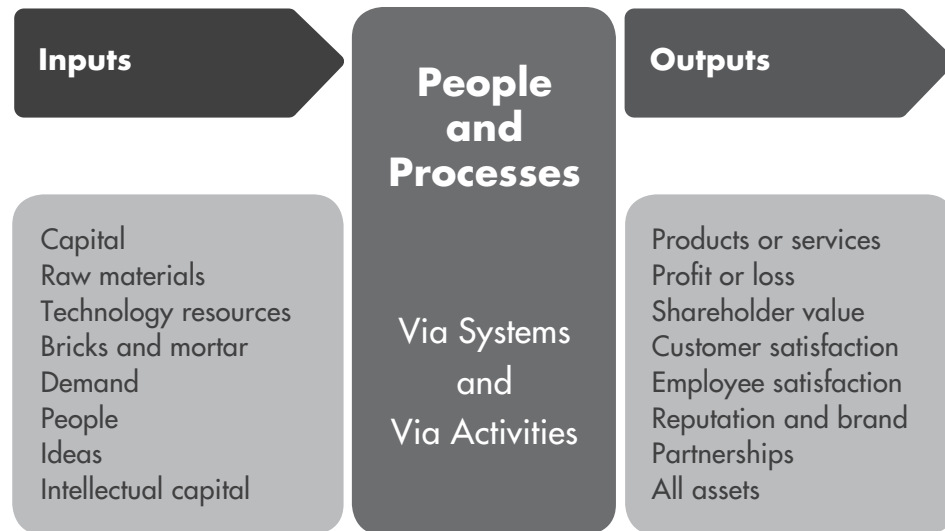 Inputs
Capital
Raw materials
Technology resources
Bricks and mortar
Demand
People
Ideas
Intellectual capital
People
and
Processes
Via Systems
and
Via Activities
Outputs
Products or services
Profit or loss
Shareholder value
Customer satisfaction
Employee satisfaction
Reputation and brand
Partnerships
All assets